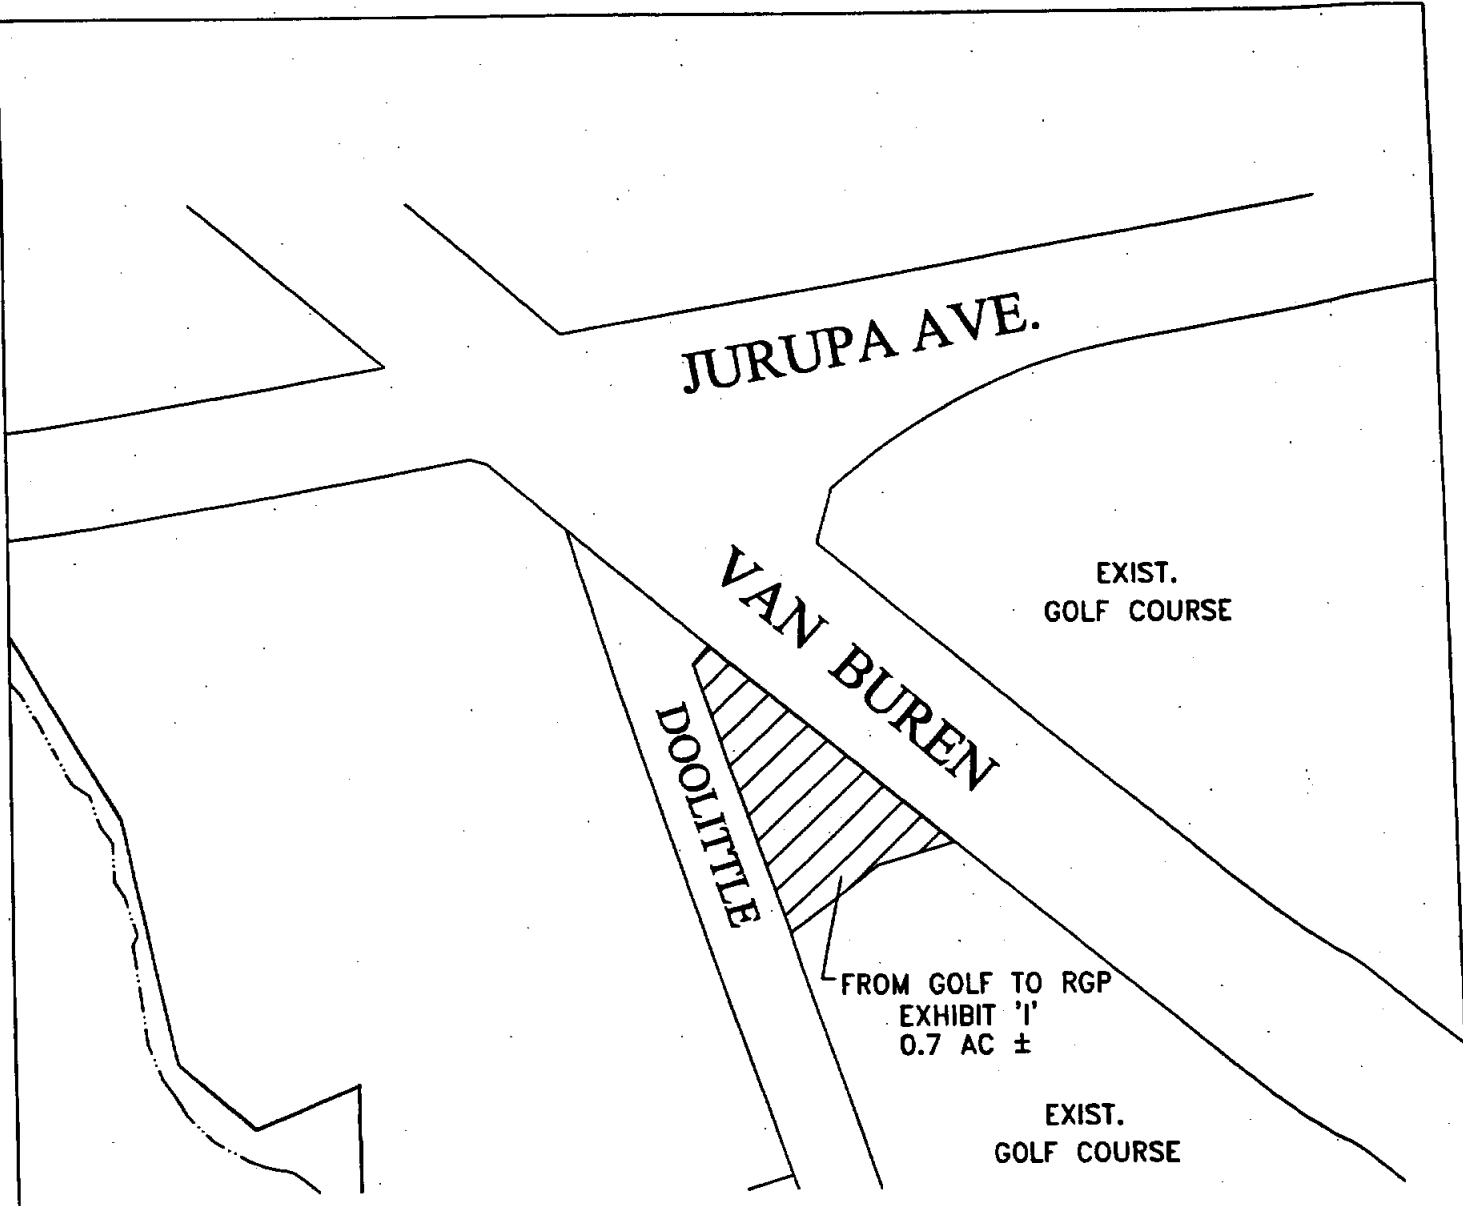 JURUPA AVE.
EXIST.
GOLF COURSE
VAN BUREN
DOOLITTLE
FROM GOLF TO RGP
EXHIBIT 'I'
0.7 AC ±
EXIST.
GOLF COURSE